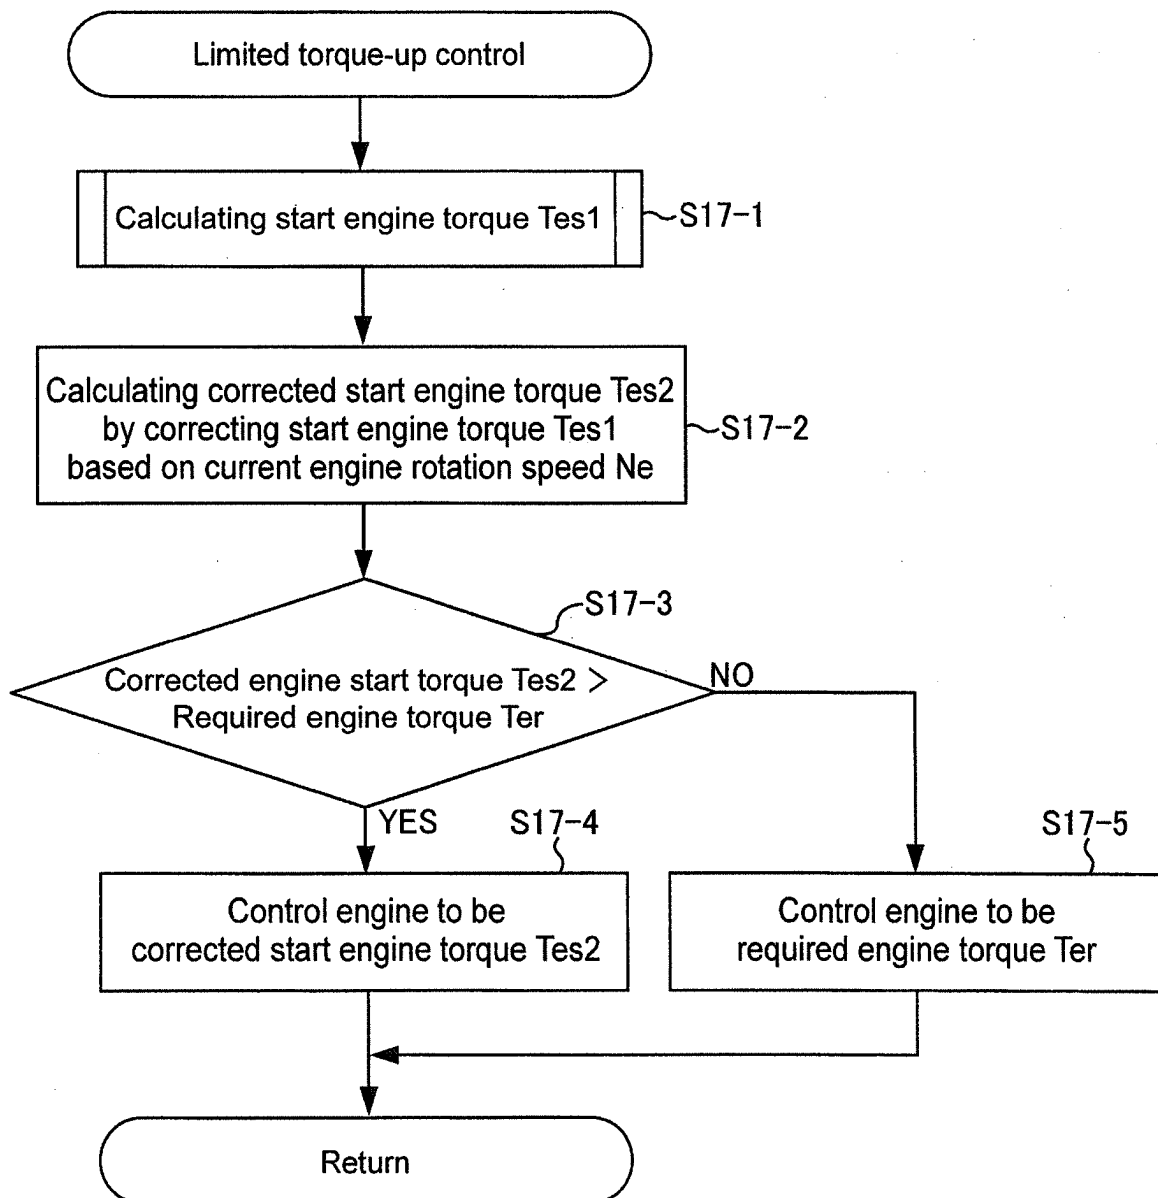 Limited torque-up control
Calculating start engine torque Tes1
S17-1
Calculating corrected start engine torque Tes2
by correcting start engine torque Tes1
based on current engine rotation speed Ne
S17-2
S17-3
Corrected engine start torque Tes2 >
Required engine torque Ter
NO
YES
S17-4
S17-5
Control engine to be
corrected start engine torque Tes2
Control engine to be
required engine torque Ter
Return